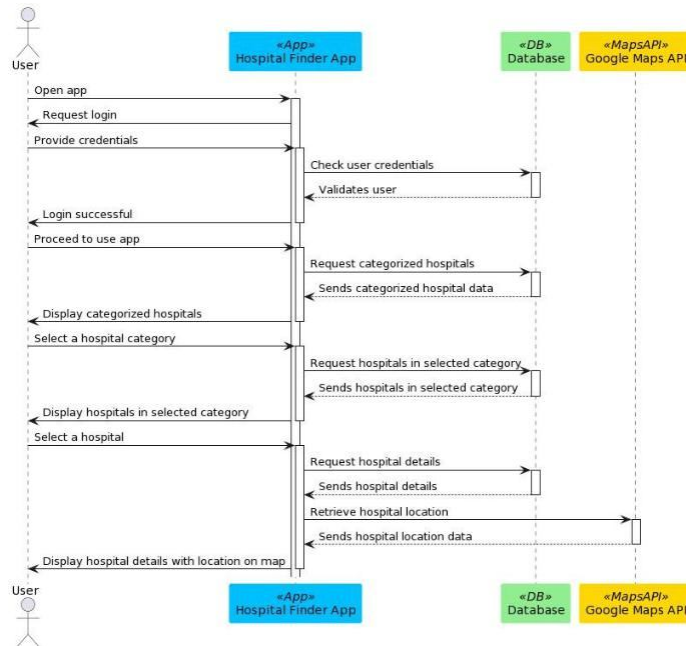 User
«App»
Hospital Finder App
«DB»
Database
«MapsAPI»
Google Maps API
Open app
Request login
Provide credentials
Check user credentials
Validates user
Login successful
Proceed to use app
Request categorized hospitals
Sends categorized hospital data
Display categorized hospitals
Select a hospital category
Request hospitals in selected category
Sends hospitals in selected category
Display hospitals in selected category
Select a hospital
Request hospital details
Sends hospital details
Retrieve hospital location
Sends hospital location data
Display hospital details with location on map
User
«App»
Hospital Finder App
«DB»
Database
«MapsAPI»
Google Maps API